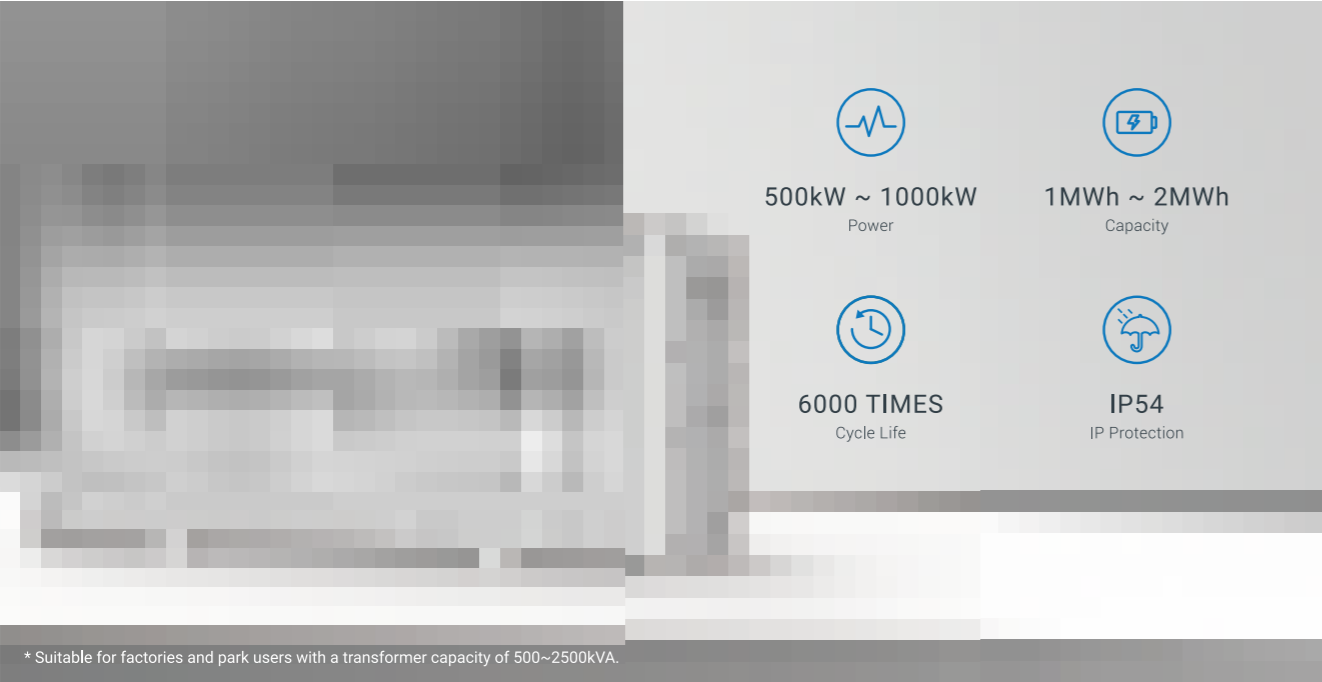 500kW ~ 1000kW
Power
1MWh ~ 2MWh
Capacity
6000 TIMES
Cycle Life
IP54
IP Protection
* Suitable for factories and park users with a transformer capacity of 500~2500kVA.